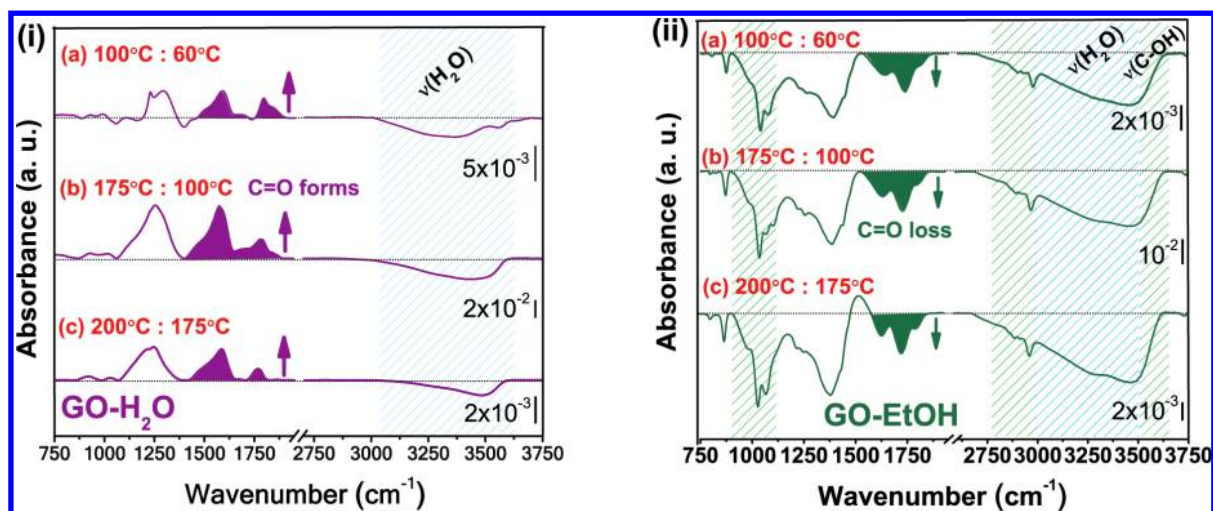 (i)
(a) 100°C : 60°C
ν(H₂O)
5x10⁻³
(b) 175°C : 100°C
C=O forms
2x10⁻²
(c) 200°C : 175°C
GO-H₂O
2x10⁻³
750 1000 1250 1500 1750 2750 3000 3250 3500 3750
Wavenumber (cm⁻¹)
Absorbance (a. u.)
(ii)
(a) 100°C : 60°C
ν(H₂O)
ν(C-OH)
2x10⁻³
(b) 175°C : 100°C
C=O loss
10⁻²
(c) 200°C : 175°C
GO-EtOH
2x10⁻³
750 1000 1250 1500 1750 2750 3000 3250 3500 3750
Wavenumber (cm⁻¹)
Absorbance (a. u.)